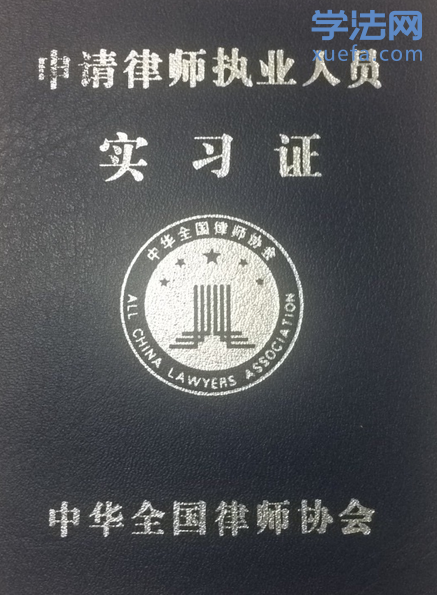 学法网
xuefa.com
申请律师执业人员
实习证
中华全国律师协会
ALL CHINA LAWYERS ASSOCIATION
中华全国律师协会